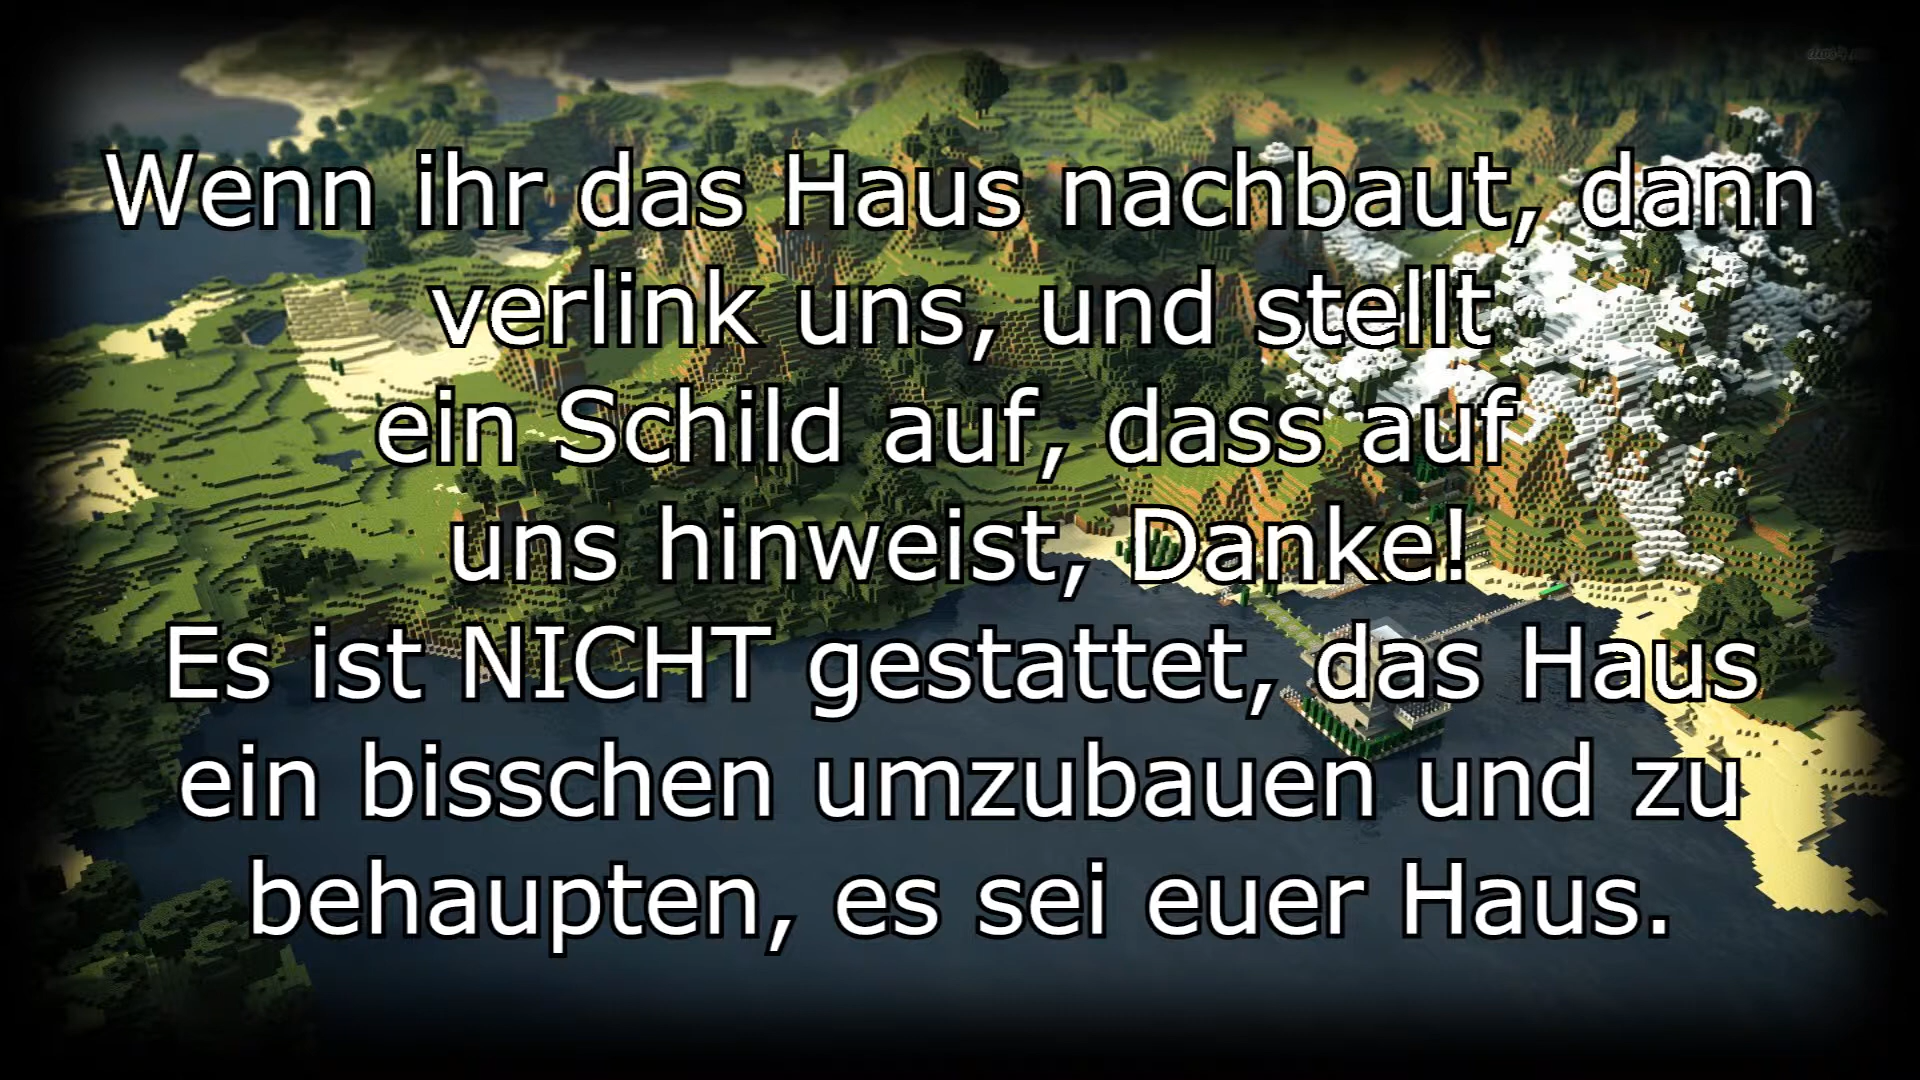 Wenn ihr das Haus nachbaut, dann
verlink uns, und stellt
ein Schild auf, dass auf
uns hinweist, Danke!
Es ist NICHT gestattet, das Haus
ein bisschen umzubauen und zu
behaupten, es sei euer Haus.